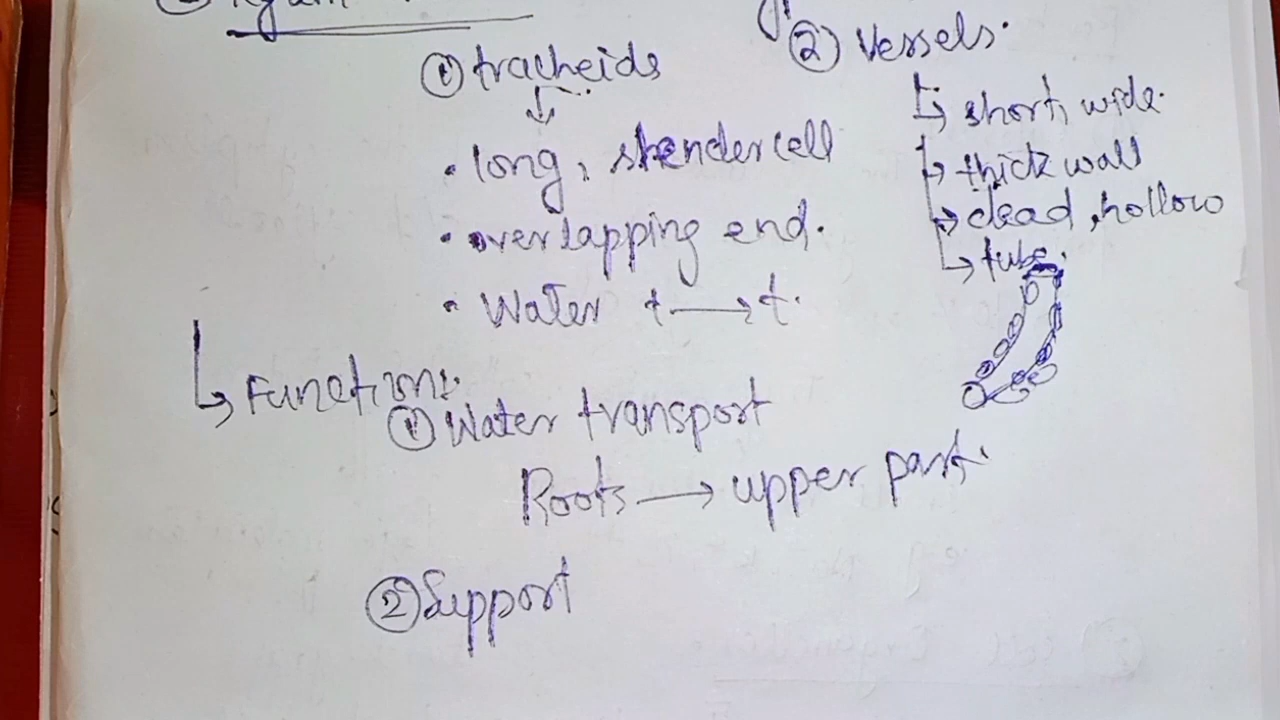 ① tracheids
② Vessels.
• long, slender cell
• overlapping end.
• Water t → t.
↳ short, wide.
↳ thick wall
↳ dead, hollow
↳ tube.
↳ Functions
① Water transport
Roots → upper part.
② Support